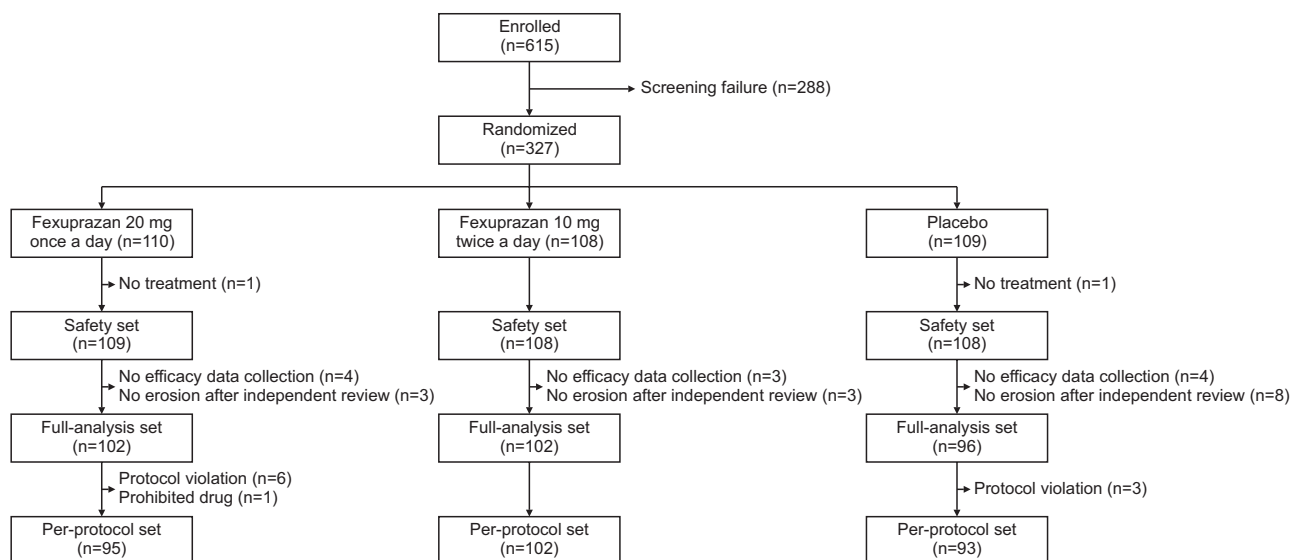 Enrolled
(n=615)
Screening failure (n=288)
Randomized
(n=327)
Fexuprazan 20 mg
once a day (n=110)
Fexuprazan 10 mg
twice a day (n=108)
Placebo
(n=109)
No treatment (n=1)
No treatment (n=1)
Safety set
(n=109)
Safety set
(n=108)
Safety set
(n=108)
No efficacy data collection (n=4)
No erosion after independent review (n=3)
No efficacy data collection (n=3)
No erosion after independent review (n=3)
No efficacy data collection (n=4)
No erosion after independent review (n=8)
Full-analysis set
(n=102)
Full-analysis set
(n=102)
Full-analysis set
(n=96)
Protocol violation (n=6)
Prohibited drug (n=1)
Protocol violation (n=3)
Per-protocol set
(n=95)
Per-protocol set
(n=102)
Per-protocol set
(n=93)